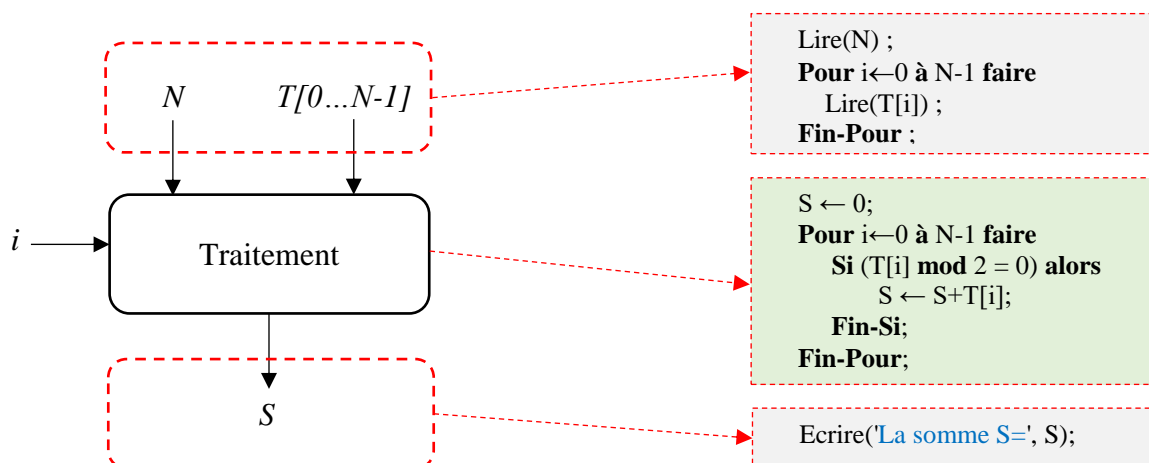 N T[0…N-1]
i
Traitement
S
Lire(N) ;
Pour i←0 à N-1 faire
Lire(T[i]) ;
Fin-Pour ;
S ← 0;
Pour i←0 à N-1 faire
Si (T[i] mod 2 = 0) alors
S ← S+T[i];
Fin-Si;
Fin-Pour;
Ecrire('La somme S=', S);